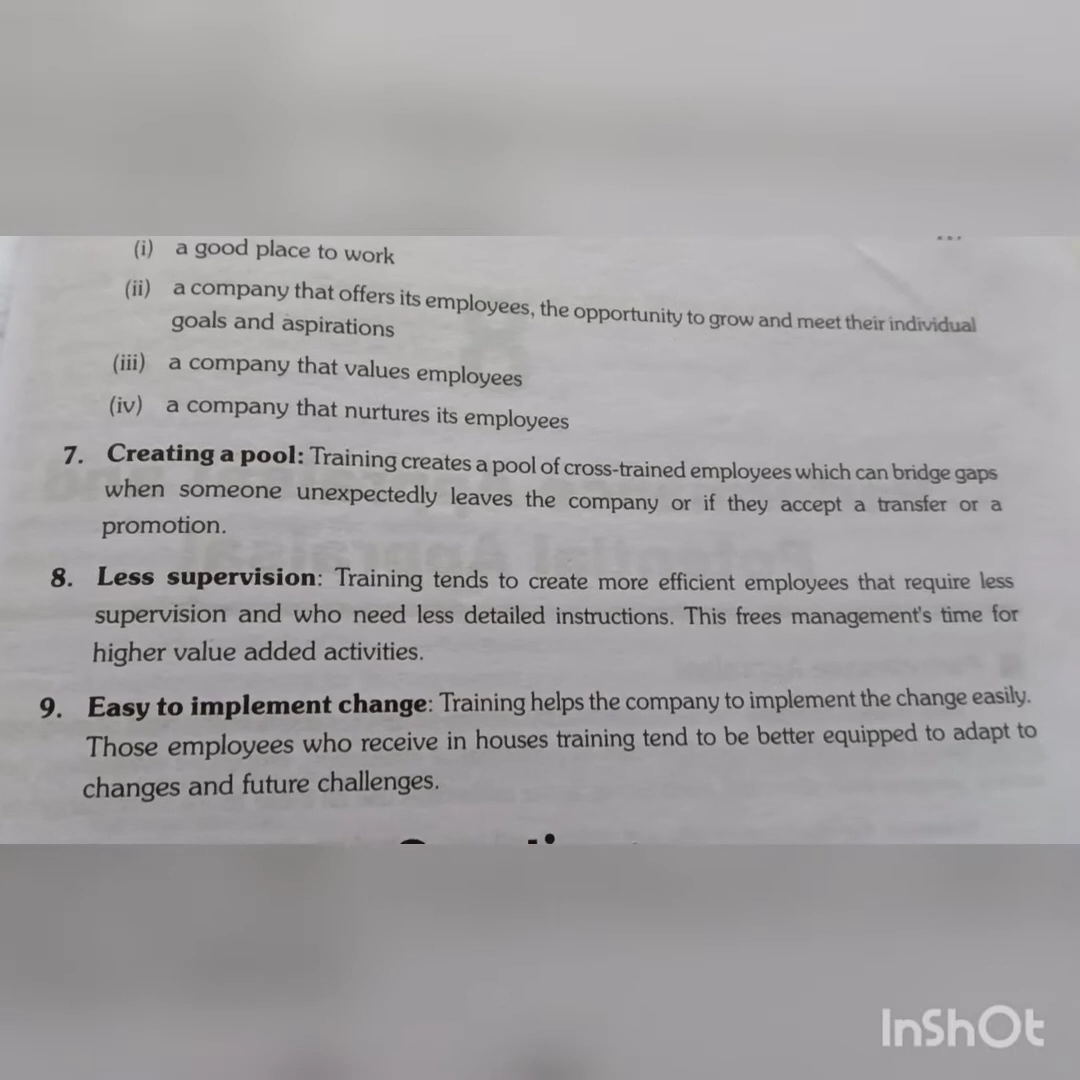 (i) a good place to work
(ii) a company that offers its employees, the opportunity to grow and meet their individual
goals and aspirations
(iii) a company that values employees
(iv) a company that nurtures its employees
7. Creating a pool: Training creates a pool of cross-trained employees which can bridge gaps
when someone unexpectedly leaves the company or if they accept a transfer or a
promotion.
8. Less supervision: Training tends to create more efficient employees that require less
supervision and who need less detailed instructions. This frees management's time for
higher value added activities.
9. Easy to implement change: Training helps the company to implement the change easily.
Those employees who receive in houses training tend to be better equipped to adapt to
changes and future challenges.
InShOt